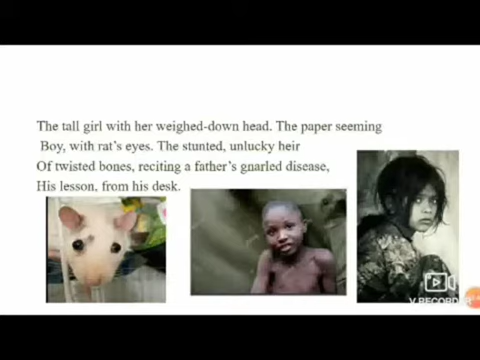 The tall girl with her weighed-down head. The paper seeming
Boy, with rat's eyes. The stunted, unlucky heir
Of twisted bones, reciting a father's gnarled disease,
His lesson, from his desk.
V RECORDER